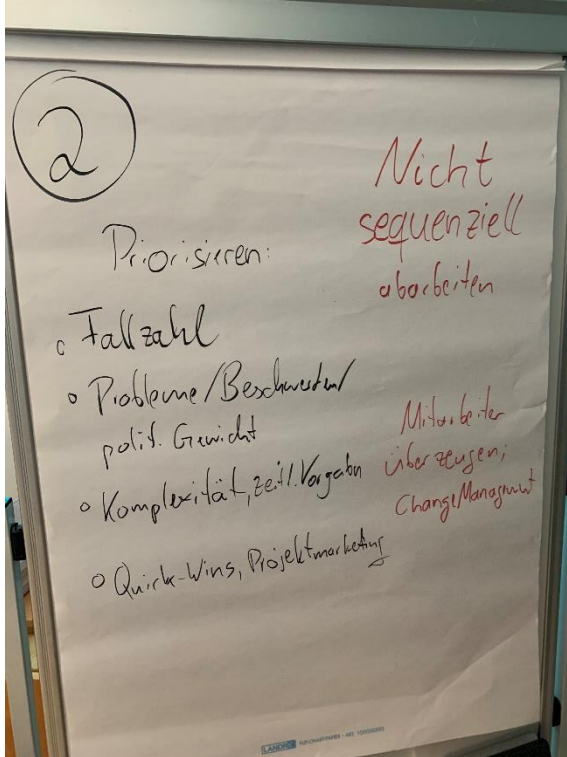 2
Nicht
sequenziell
abarbeiten
Priorisieren:
Fallzahl
Probleme/Beschwerden/
polit. Gewicht
Komplexität, zeitl. Vorgaben
Quick-Wins, Projektmarketing
Mitarbeiter
überzeugen;
ChangeManagement